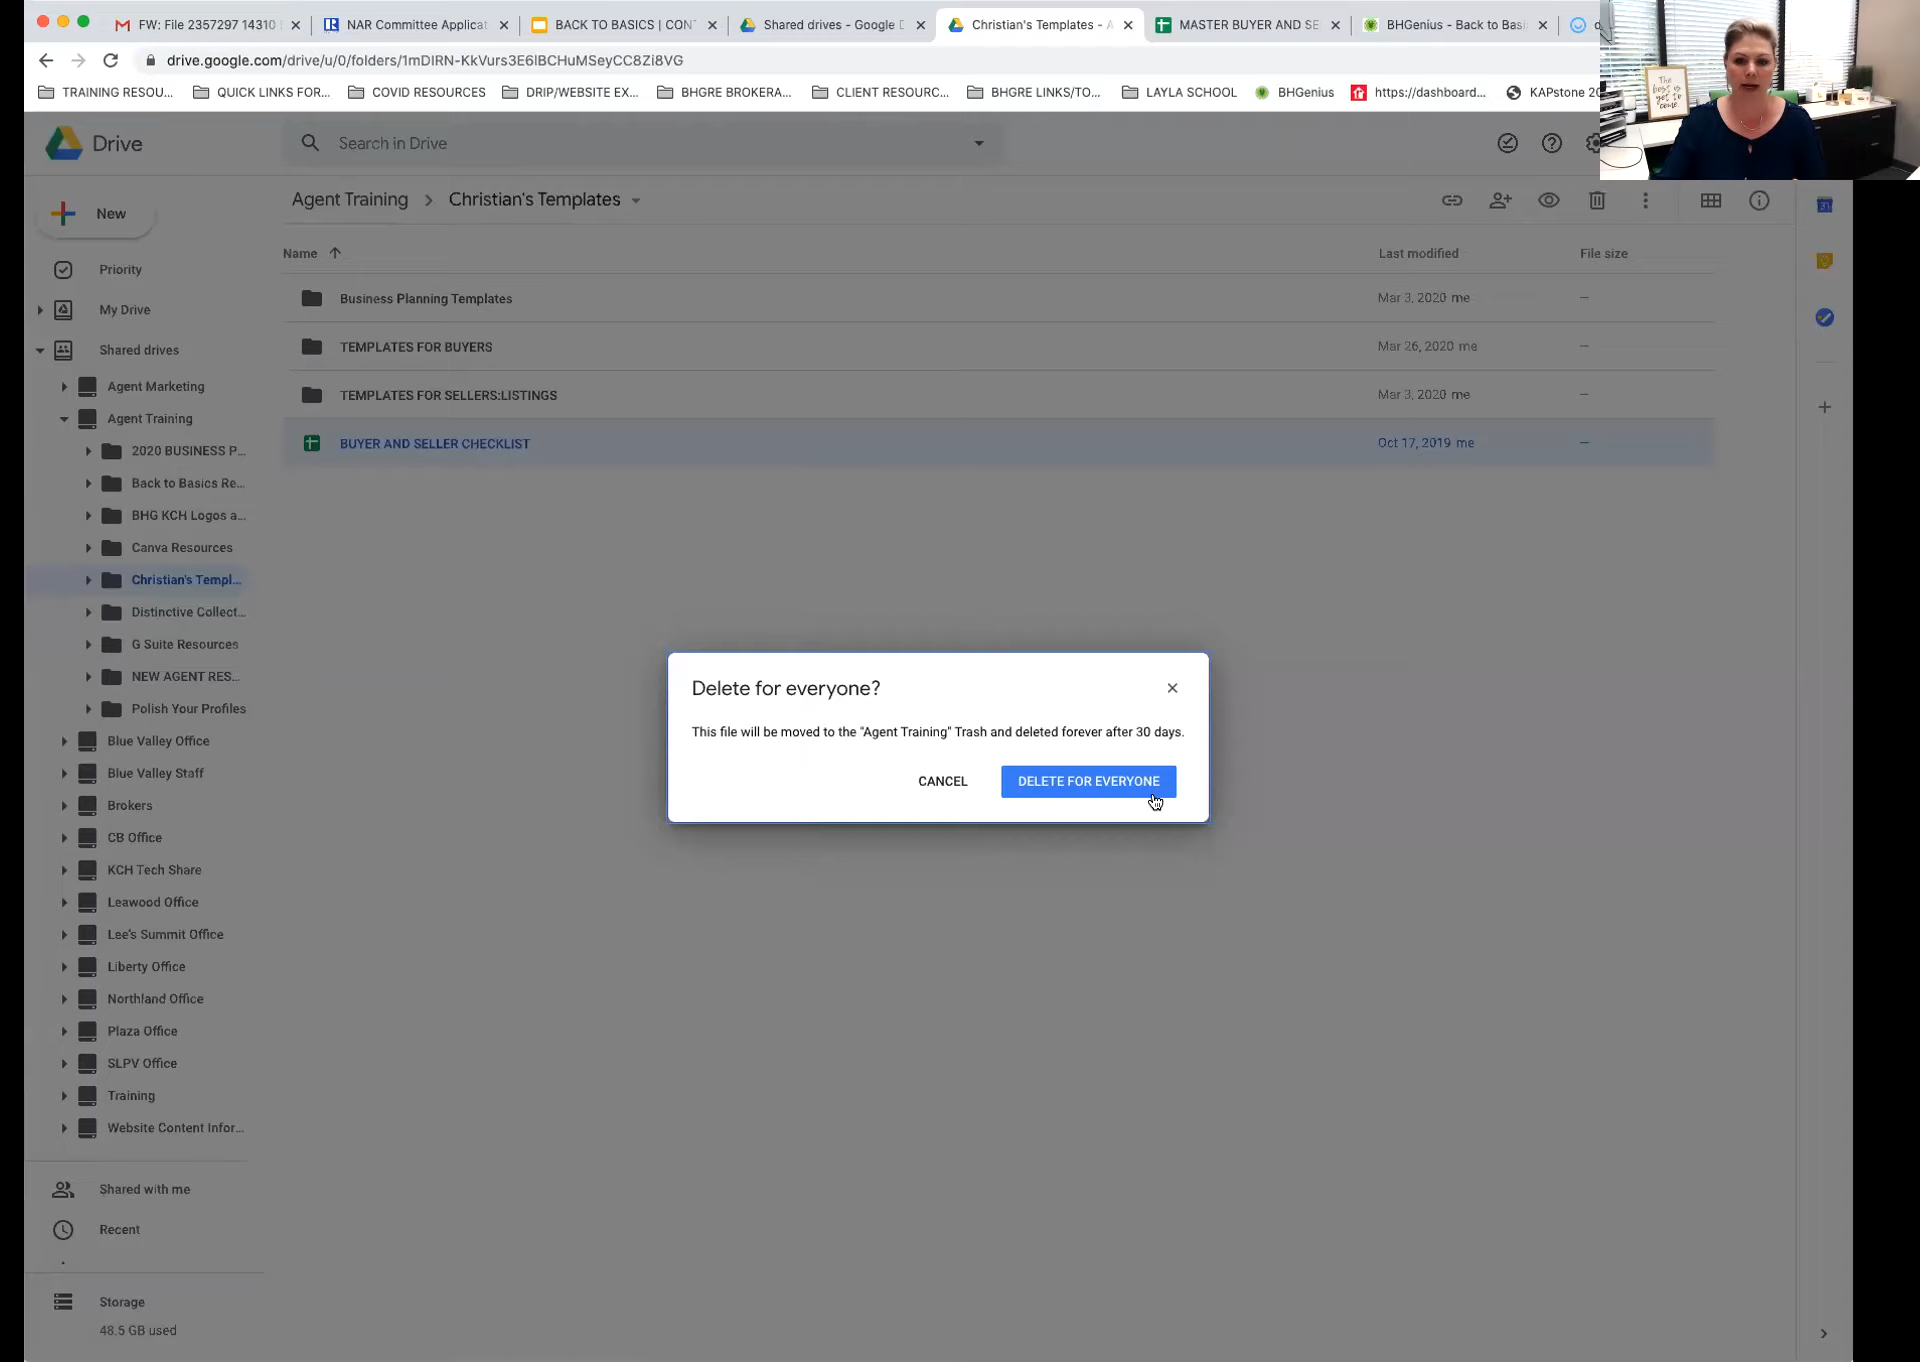 FW: File 2357297 14310
NAR Committee Applicat
BACK TO BASICS | CONT
Shared drives - Google D
Christian's Templates - A
MASTER BUYER AND SE
BHGenius - Back to Basi
drive.google.com/drive/u/0/folders/1mDIRN-KkVurs3E6lBCHuMSeyCC8Zi8VG
TRAINING RESOU...
QUICK LINKS FOR...
COVID RESOURCES
DRIP/WEBSITE EX...
BHGRE BROKERA...
CLIENT RESOURC...
BHGRE LINKS/TO...
LAYLA SCHOOL
BHGenius
https://dashboard...
KAPstone 20
The
best is
yet to
come
Drive
Search in Drive
New
Agent Training > Christian's Templates
Name
Last modified
File size
Priority
My Drive
Shared drives
Agent Marketing
Agent Training
2020 BUSINESS P...
Back to Basics Re...
BHG KCH Logos a...
Canva Resources
Christian's Templ...
Distinctive Collect...
G Suite Resources
NEW AGENT RES...
Polish Your Profiles
Blue Valley Office
Blue Valley Staff
Brokers
CB Office
KCH Tech Share
Leawood Office
Lee's Summit Office
Liberty Office
Northland Office
Plaza Office
SLPV Office
Training
Website Content Infor...
Shared with me
Recent
Storage
48.5 GB used
Business Planning Templates
Mar 3, 2020 me
–
TEMPLATES FOR BUYERS
Mar 26, 2020 me
–
TEMPLATES FOR SELLERS:LISTINGS
Mar 3, 2020 me
–
BUYER AND SELLER CHECKLIST
Oct 17, 2019 me
–
Delete for everyone?
This file will be moved to the "Agent Training" Trash and deleted forever after 30 days.
CANCEL
DELETE FOR EVERYONE
31